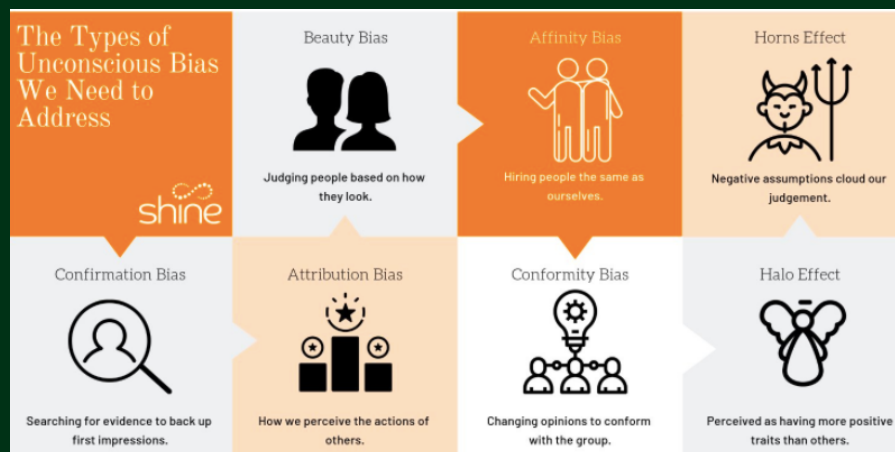 The Types of
Unconscious Bias
We Need to
Address
shine
Confirmation Bias
Searching for evidence to back up
first impressions.
Attribution Bias
How we perceive the actions of
others.
Beauty Bias
Judging people based on how
they look.
Affinity Bias
Hiring people the same as
ourselves.
Conformity Bias
Changing opinions to conform
with the group.
Halo Effect
Perceived as having more positive
traits than others.
Horns Effect
Negative assumptions cloud our
judgement.